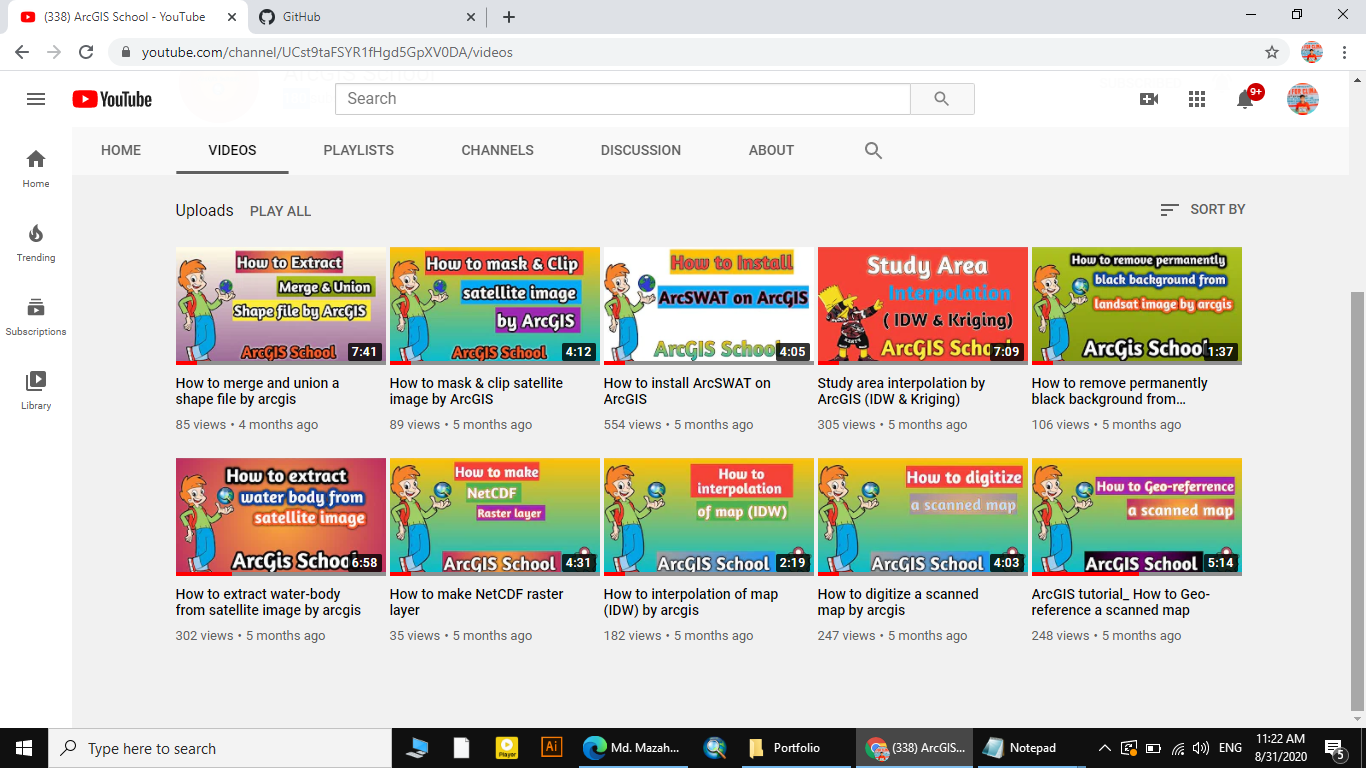 (338) ArcGIS School - YouTube
GitHub
youtube.com/channel/UCst9taFSYR1fHgd5GpXV0DA/videos
ArcGIS School
YouTube
Search
9+
HOME VIDEOS PLAYLISTS CHANNELS DISCUSSION ABOUT
Home
Trending
Subscriptions
Library
Uploads PLAY ALL SORT BY
How to Extract
Merge & Union
Shape file by ArcGIS
ArcGIS School
7:41
How to merge and union a
shape file by arcgis
85 views • 4 months ago
How to mask & Clip
satellite image
by ArcGIS
ArcGIS School
4:12
How to mask & clip satellite
image by ArcGIS
89 views • 5 months ago
How to Install
ArcSWAT on ArcGIS
ArcGIS School
4:05
How to install ArcSWAT on
ArcGIS
554 views • 5 months ago
Study Area
Interpolation
( IDW & Kriging)
ArcGIS School
7:09
Study area interpolation by
ArcGIS (IDW & Kriging)
305 views • 5 months ago
How to remove permanently
black background from
landsat image by arcgis
ArcGis School
1:37
How to remove permanently
black background from…
106 views • 5 months ago
How to extract
water body from
satellite image
ArcGis School
6:58
How to extract water-body
from satellite image by arcgis
302 views • 5 months ago
How to make
NetCDF
Raster layer
ArcGIS School
4:31
How to make NetCDF raster
layer
35 views • 5 months ago
How to
interpolation
of map (IDW)
ArcGIS School
2:19
How to interpolation of map
(IDW) by arcgis
182 views • 5 months ago
How to digitize
a scanned map
ArcGIS School
4:03
How to digitize a scanned
map by arcgis
247 views • 5 months ago
How to Geo-referrence
a scanned map
ArcGIS School
5:14
ArcGIS tutorial_ How to Geo-
reference a scanned map
248 views • 5 months ago
Type here to search
Player
Ai
Md. Mazah...
Portfolio
(338) ArcGIS...
Notepad
ENG
11:22 AM
8/31/2020
5